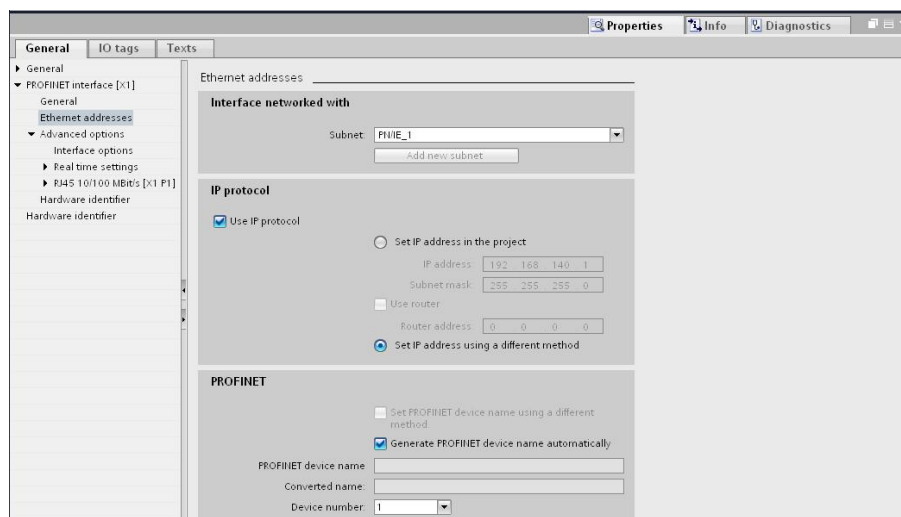 Properties Info Diagnostics
General IO tags Texts
General
PROFINET interface [X1]
General
Ethernet addresses
Advanced options
Interface options
Real time settings
RJ45 10/100 MBit/s [X1 P1]
Hardware identifier
Hardware identifier
Ethernet addresses
Interface networked with
Subnet: PN/IE_1
Add new subnet
IP protocol
Use IP protocol
Set IP address in the project
IP address: 192 . 168 . 140 . 1
Subnet mask: 255 . 255 . 255 . 0
Use router
Router address: 0 . 0 . 0 . 0
Set IP address using a different method
PROFINET
Set PROFINET device name using a different
method.
Generate PROFINET device name automatically
PROFINET device name
Converted name:
Device number: 1